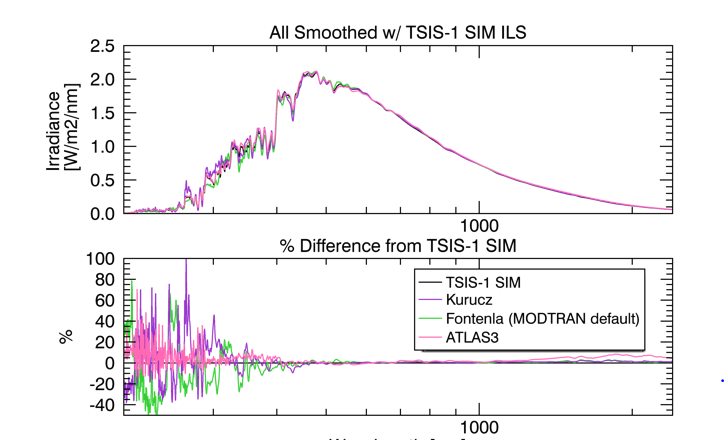 All Smoothed w/ TSIS-1 SIM ILS
Irradiance
[W/m2/nm]
2.5
2.0
1.5
1.0
0.5
0.0
1000
% Difference from TSIS-1 SIM
%
100
80
60
40
20
0
-20
-40
TSIS-1 SIM
Kurucz
Fontenla (MODTRAN default)
ATLAS3
1000